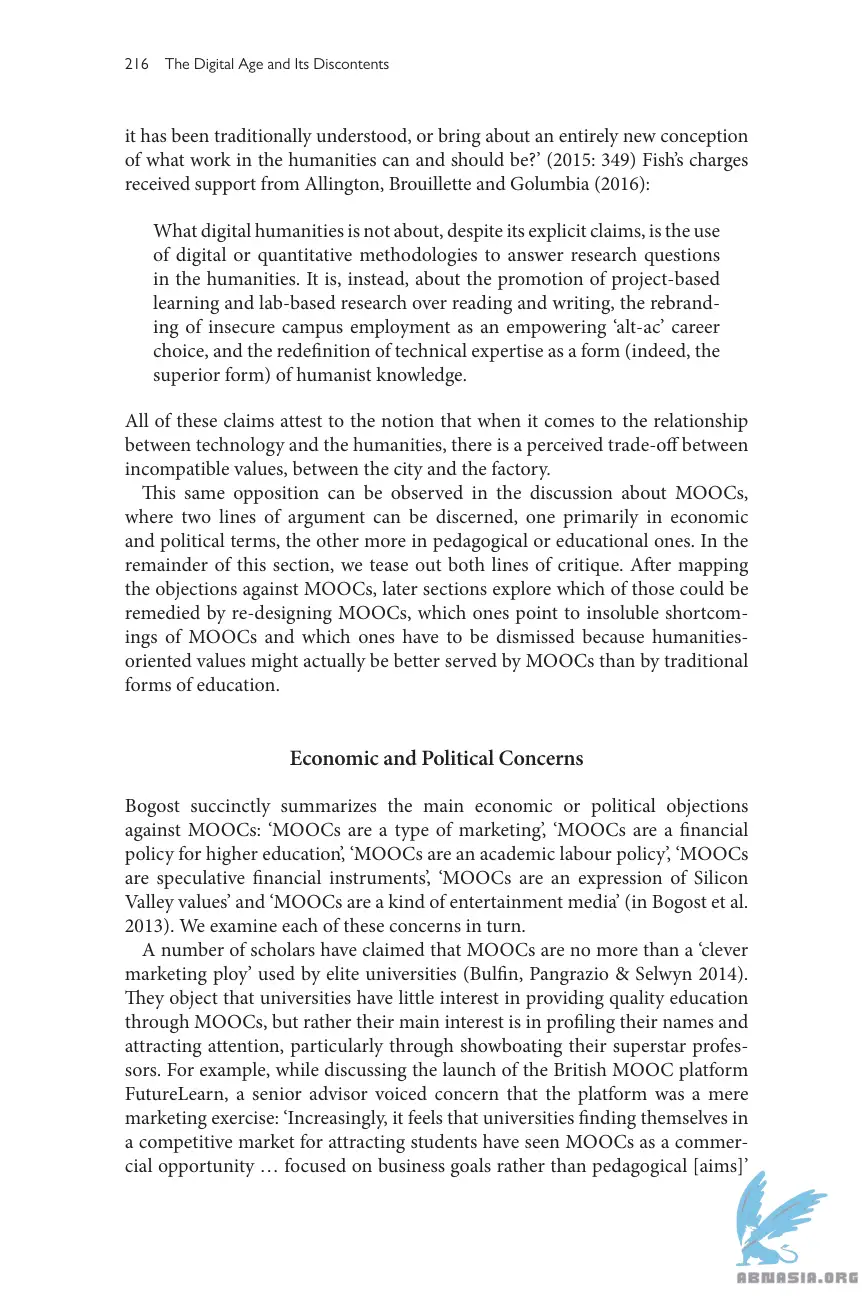 216 The Digital Age and Its Discontents
it has been traditionally understood, or bring about an entirely new conception
of what work in the humanities can and should be?’ (2015: 349) Fish’s charges
received support from Allington, Brouillette and Golumbia (2016):
What digital humanities is not about, despite its explicit claims, is the use
of digital or quantitative methodologies to answer research questions
in the humanities. It is, instead, about the promotion of project-based
learning and lab-based research over reading and writing, the rebrand-
ing of insecure campus employment as an empowering ‘alt-ac’ career
choice, and the redefinition of technical expertise as a form (indeed, the
superior form) of humanist knowledge.
All of these claims attest to the notion that when it comes to the relationship
between technology and the humanities, there is a perceived trade-off between
incompatible values, between the city and the factory.
This same opposition can be observed in the discussion about MOOCs,
where two lines of argument can be discerned, one primarily in economic
and political terms, the other more in pedagogical or educational ones. In the
remainder of this section, we tease out both lines of critique. After mapping
the objections against MOOCs, later sections explore which of those could be
remedied by re-designing MOOCs, which ones point to insoluble shortcom-
ings of MOOCs and which ones have to be dismissed because humanities-
oriented values might actually be better served by MOOCs than by traditional
forms of education.
Economic and Political Concerns
Bogost succinctly summarizes the main economic or political objections
against MOOCs: ‘MOOCs are a type of marketing’, ‘MOOCs are a financial
policy for higher education’, ‘MOOCs are an academic labour policy’, ‘MOOCs
are speculative financial instruments’, ‘MOOCs are an expression of Silicon
Valley values’ and ‘MOOCs are a kind of entertainment media’ (in Bogost et al.
2013). We examine each of these concerns in turn.
A number of scholars have claimed that MOOCs are no more than a ‘clever
marketing ploy’ used by elite universities (Bulfin, Pangrazio & Selwyn 2014).
They object that universities have little interest in providing quality education
through MOOCs, but rather their main interest is in profiling their names and
attracting attention, particularly through showboating their superstar profes-
sors. For example, while discussing the launch of the British MOOC platform
FutureLearn, a senior advisor voiced concern that the platform was a mere
marketing exercise: ‘Increasingly, it feels that universities finding themselves in
a competitive market for attracting students have seen MOOCs as a commer-
cial opportunity … focused on business goals rather than pedagogical [aims]’
ABNASIA.ORG